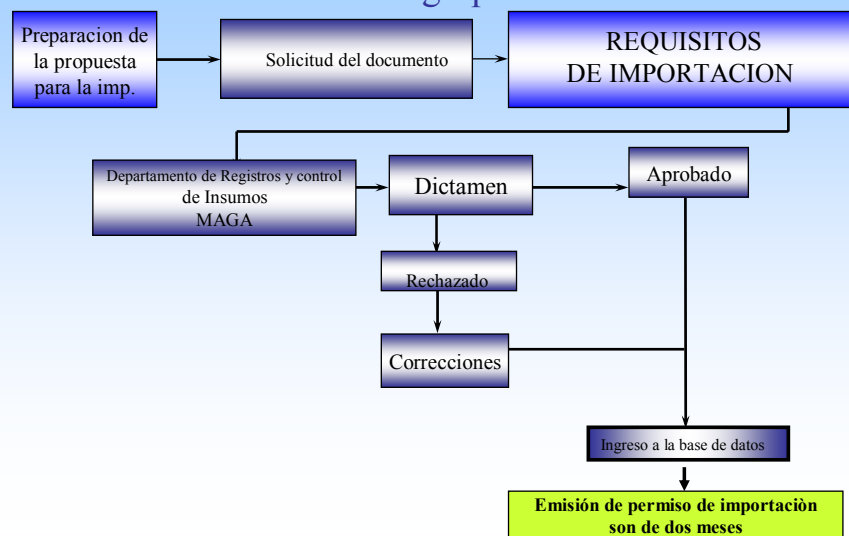 Preparacion de
la propuesta
para la imp.
Solicitud del documento
REQUISITOS
DE IMPORTACION
Departamento de Registros y control
de Insumos
MAGA
Dictamen
Aprobado
Rechazado
Correcciones
Ingreso a la base de datos
Emisión de permiso de importaciòn
son de dos meses